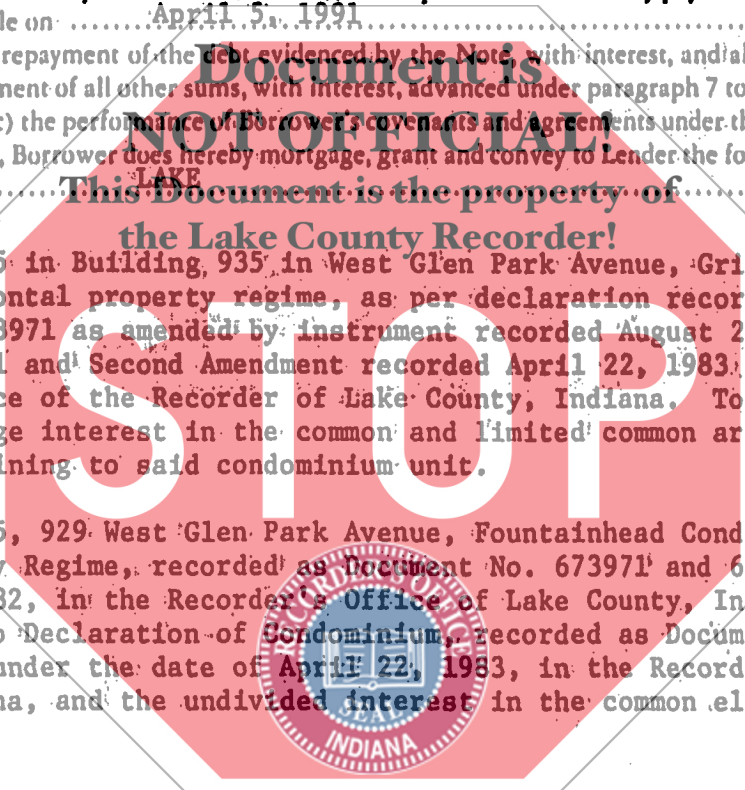 le on ....... April 5, 1991 .......
repayment of the debt evidenced by the Note, with interest, and al
Document is
ment of all other sums, with interest, advanced under paragraph 7 to
) the performance of Borrower's covenants and agreements under th
NOT OFFICIAL!
, Borrower does hereby mortgage, grant and convey to Lender the fo
LAKE
This Document is the property of
the Lake County Recorder!
5 in Building 935 in West Glen Park Avenue, Gri
ontal property regime, as per declaration recor
3971 as amended by instrument recorded August 2
l and Second Amendment recorded April 22, 1983
ce of the Recorder of Lake County, Indiana. To
ge interest in the common and limited common ar
ining to said condominium unit.
STOP
5, 929 West Glen Park Avenue, Fountainhead Cond
y Regime, recorded as Document No. 673971 and 6
82, in the Recorder's Office of Lake County, In
o Declaration of Condominium, recorded as Docum
under the date of April 22, 1983, in the Record
na, and the undivided interest in the common el
RECORDER'S OFFICE
SEAL
INDIANA